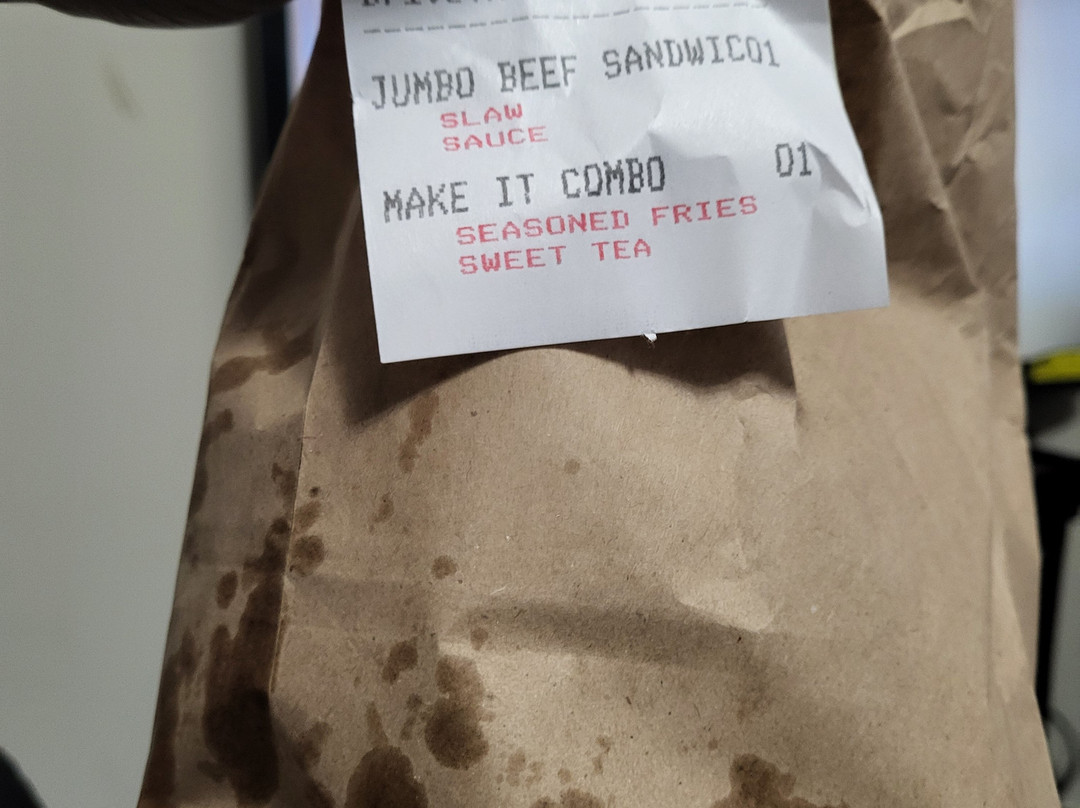 JUMBO BEEF SANDWIC01
SLAW
SAUCE
MAKE IT COMBO 01
SEASONED FRIES
SWEET TEA